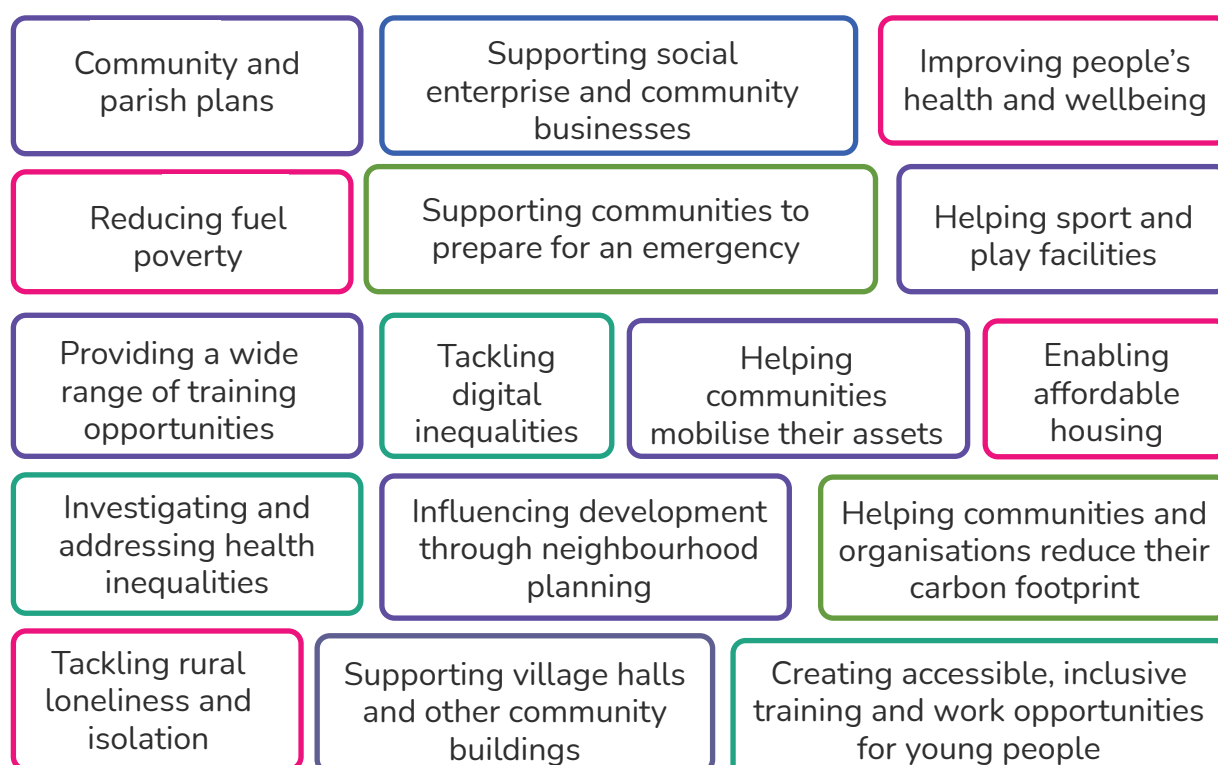 Community and
parish plans
Supporting social
enterprise and community
businesses
Improving people’s
health and wellbeing
Reducing fuel
poverty
Supporting communities to
prepare for an emergency
Helping sport and
play facilities
Providing a wide
range of training
opportunities
Tackling
digital
inequalities
Helping
communities
mobilise their assets
Enabling
affordable
housing
Investigating and
addressing health
inequalities
Influencing development
through neighbourhood
planning
Helping communities and
organisations reduce their
carbon footprint
Tackling rural
loneliness and
isolation
Supporting village halls
and other community
buildings
Creating accessible, inclusive
training and work opportunities
for young people